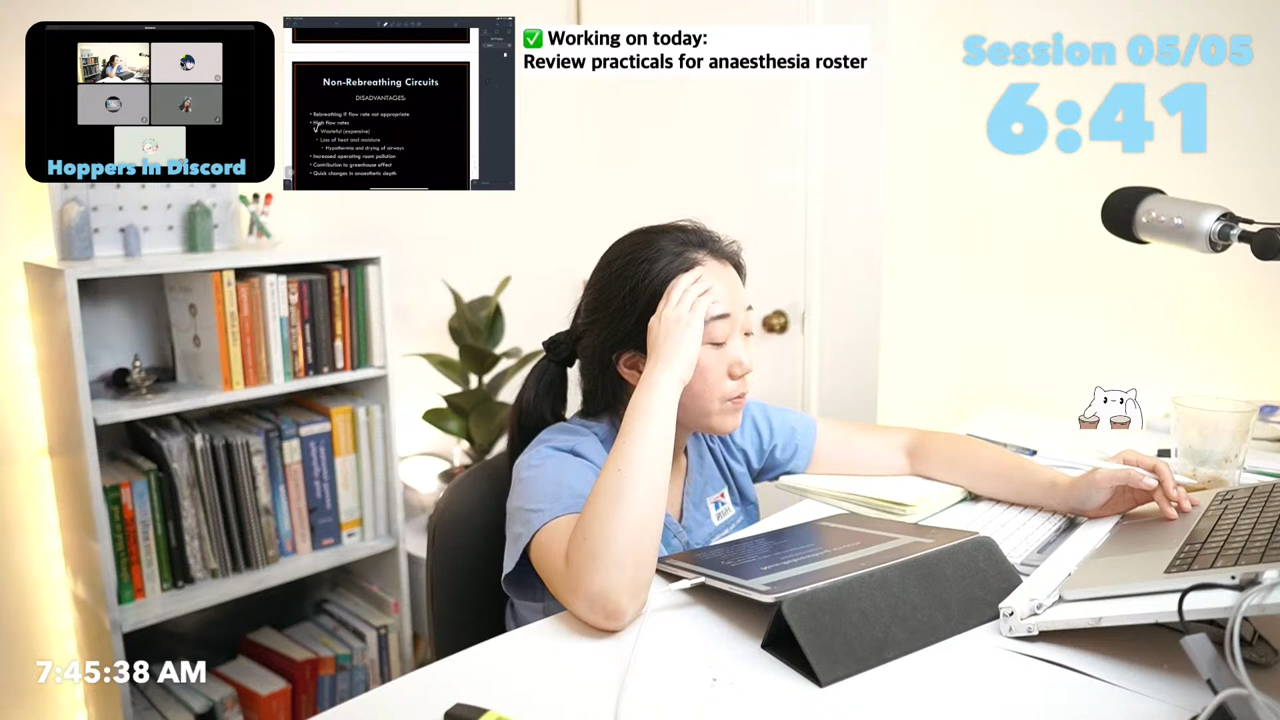 Hoppers in Discord
Non-Rebreathing Circuits
DISADVANTAGES:
• Rebreathing if flow rate not appropriate
• High flow rates
• Wasteful (expensive)
• Loss of heat and moisture
• Hypothermia and drying of airways
• Increased operating room pollution
• Contribution to greenhouse effect
• Quick changes in anaesthetic depth
✅ Working on today:
Review practicals for anaesthesia roster
Session 05/05
6:41
7:45:38 AM